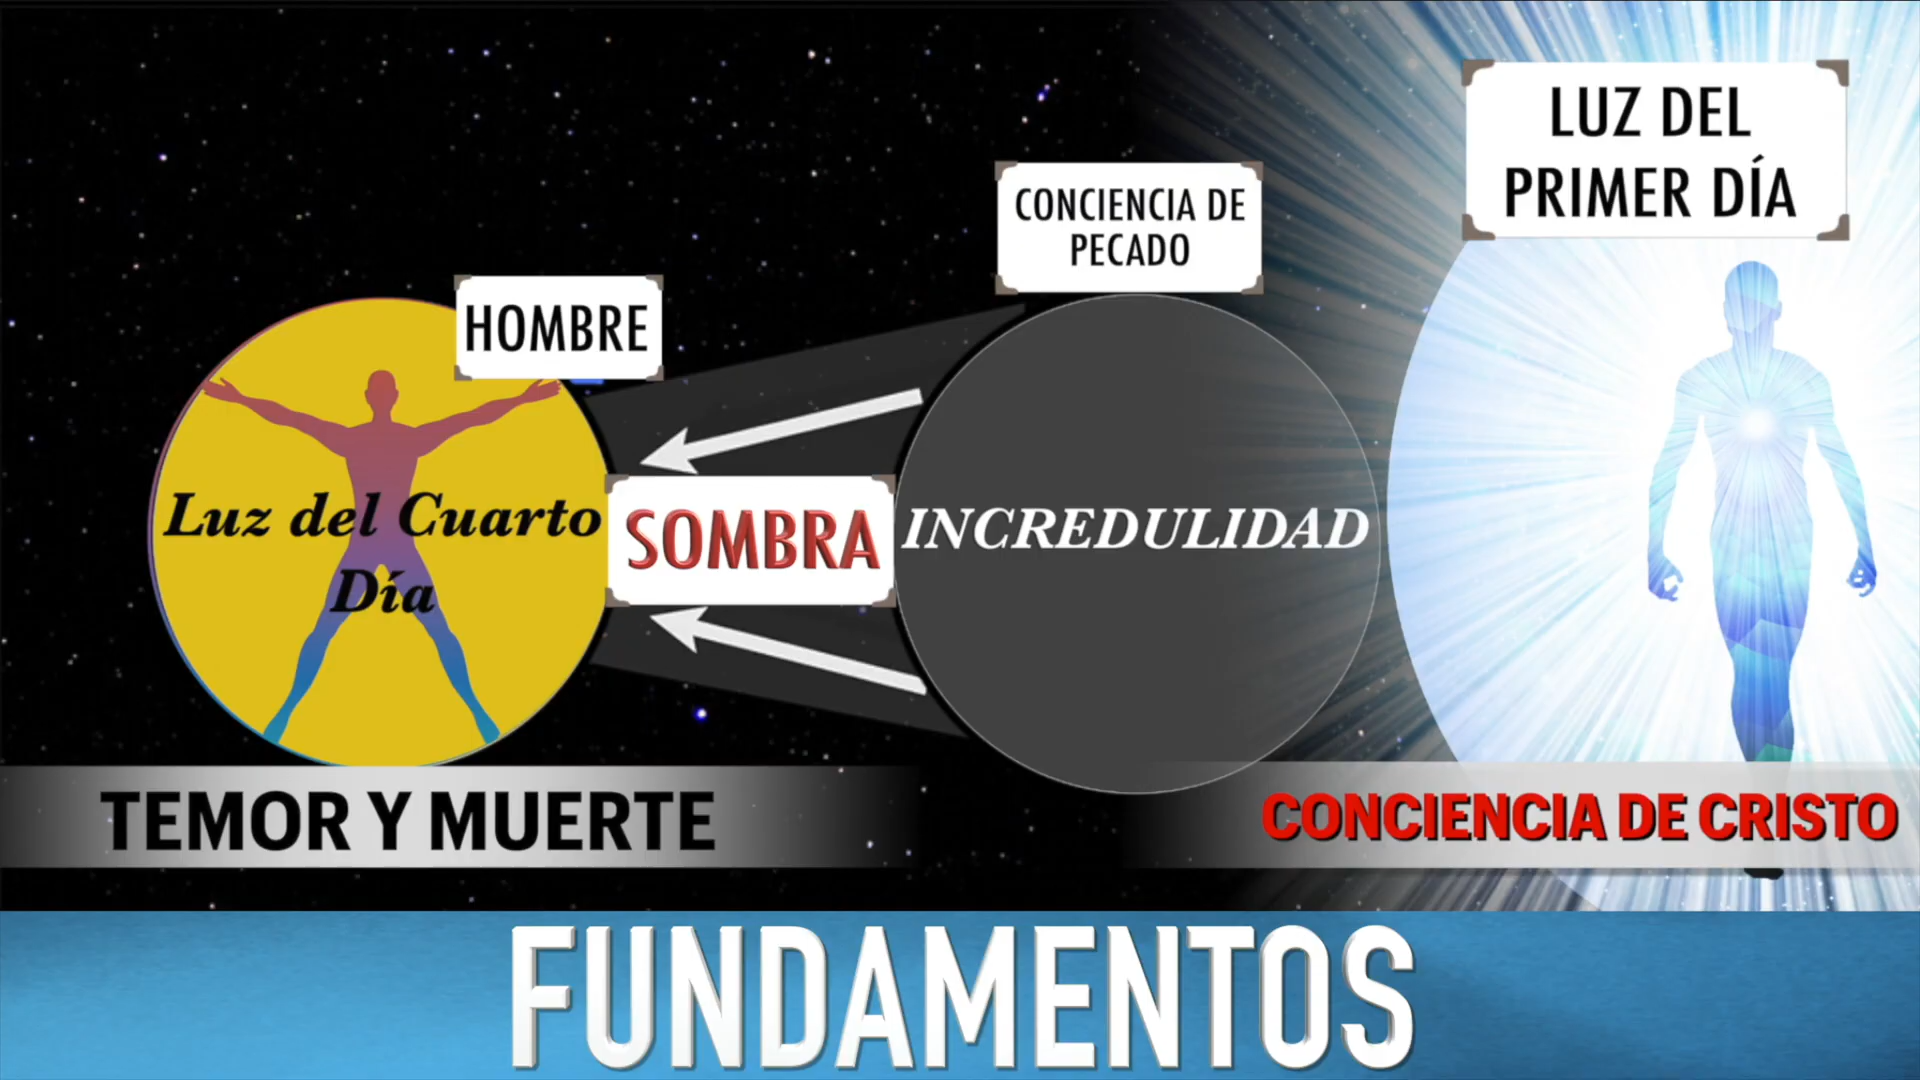 LUZ DEL
PRIMER DÍA
CONCIENCIA DE
PECADO
HOMBRE
Luz del Cuarto
Día
SOMBRA
INCREDULIDAD
TEMOR Y MUERTE
CONCIENCIA DE CRISTO
FUNDAMENTOS